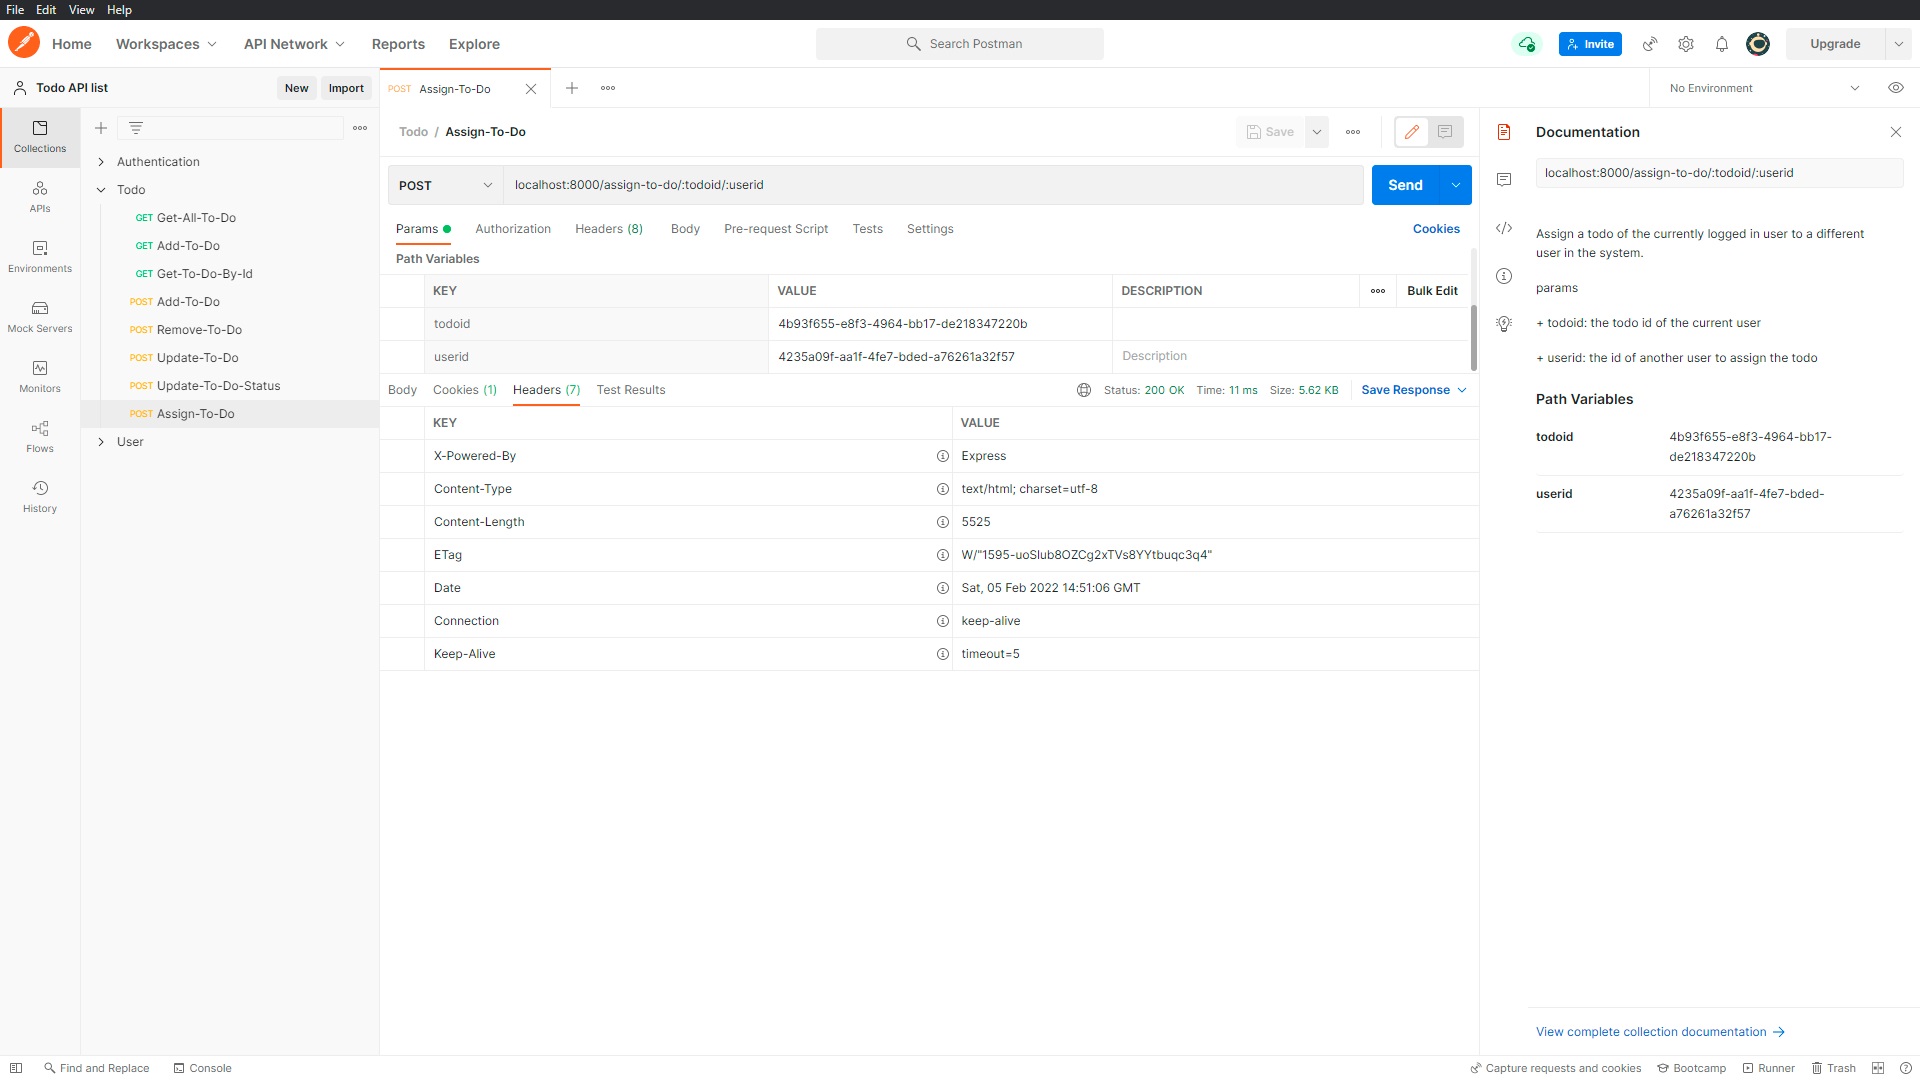 File Edit View Help
Home Workspaces API Network Reports Explore Search Postman Invite Upgrade
Todo API list New Import POST Assign-To-Do No Environment
Collections
APIs
Environments
Mock Servers
Monitors
Flows
History
Authentication
Todo
GET Get-All-To-Do
GET Add-To-Do
GET Get-To-Do-By-Id
POST Add-To-Do
POST Remove-To-Do
POST Update-To-Do
POST Update-To-Do-Status
POST Assign-To-Do
User
Todo / Assign-To-Do Save
POST localhost:8000/assign-to-do/:todoid/:userid Send
Params Authorization Headers (8) Body Pre-request Script Tests Settings Cookies
Path Variables
KEY VALUE DESCRIPTION Bulk Edit
todoid 4b93f655-e8f3-4964-bb17-de218347220b
userid 4235a09f-aa1f-4fe7-bded-a76261a32f57 Description
Body Cookies (1) Headers (7) Test Results Status: 200 OK Time: 11 ms Size: 5.62 KB Save Response
KEY VALUE
X-Powered-By Express
Content-Type text/html; charset=utf-8
Content-Length 5525
ETag W/"1595-uoSlub8OZCg2xTVs8YYtbuqc3q4"
Date Sat, 05 Feb 2022 14:51:06 GMT
Connection keep-alive
Keep-Alive timeout=5
Documentation
localhost:8000/assign-to-do/:todoid/:userid
Assign a todo of the currently logged in user to a different
user in the system.
params
+ todoid: the todo id of the current user
+ userid: the id of another user to assign the todo
Path Variables
todoid 4b93f655-e8f3-4964-bb17-
de218347220b
userid 4235a09f-aa1f-4fe7-bded-
a76261a32f57
View complete collection documentation →
Find and Replace Console Capture requests and cookies Bootcamp Runner Trash